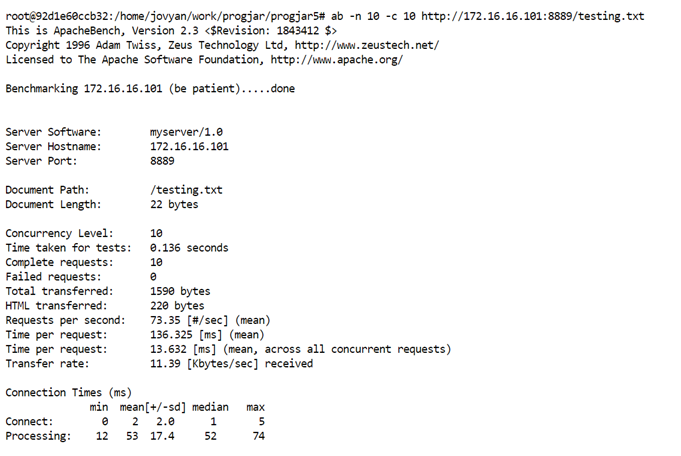 root@92d1e60ccb32:/home/jovyan/work/progjar/progjar5# ab -n 10 -c 10 http://172.16.16.101:8889/testing.txt
This is ApacheBench, Version 2.3 <$Revision: 1843412 $>
Copyright 1996 Adam Twiss, Zeus Technology Ltd, http://www.zeustech.net/
Licensed to The Apache Software Foundation, http://www.apache.org/
Benchmarking 172.16.16.101 (be patient).....done
Server Software: myserver/1.0
Server Hostname: 172.16.16.101
Server Port: 8889
Document Path: /testing.txt
Document Length: 22 bytes
Concurrency Level: 10
Time taken for tests: 0.136 seconds
Complete requests: 10
Failed requests: 0
Total transferred: 1590 bytes
HTML transferred: 220 bytes
Requests per second: 73.35 [#/sec] (mean)
Time per request: 136.325 [ms] (mean)
Time per request: 13.632 [ms] (mean, across all concurrent requests)
Transfer rate: 11.39 [Kbytes/sec] received
Connection Times (ms)
min mean[+/-sd] median max
Connect: 0 2 2.0 1 5
Processing: 12 53 17.4 52 74